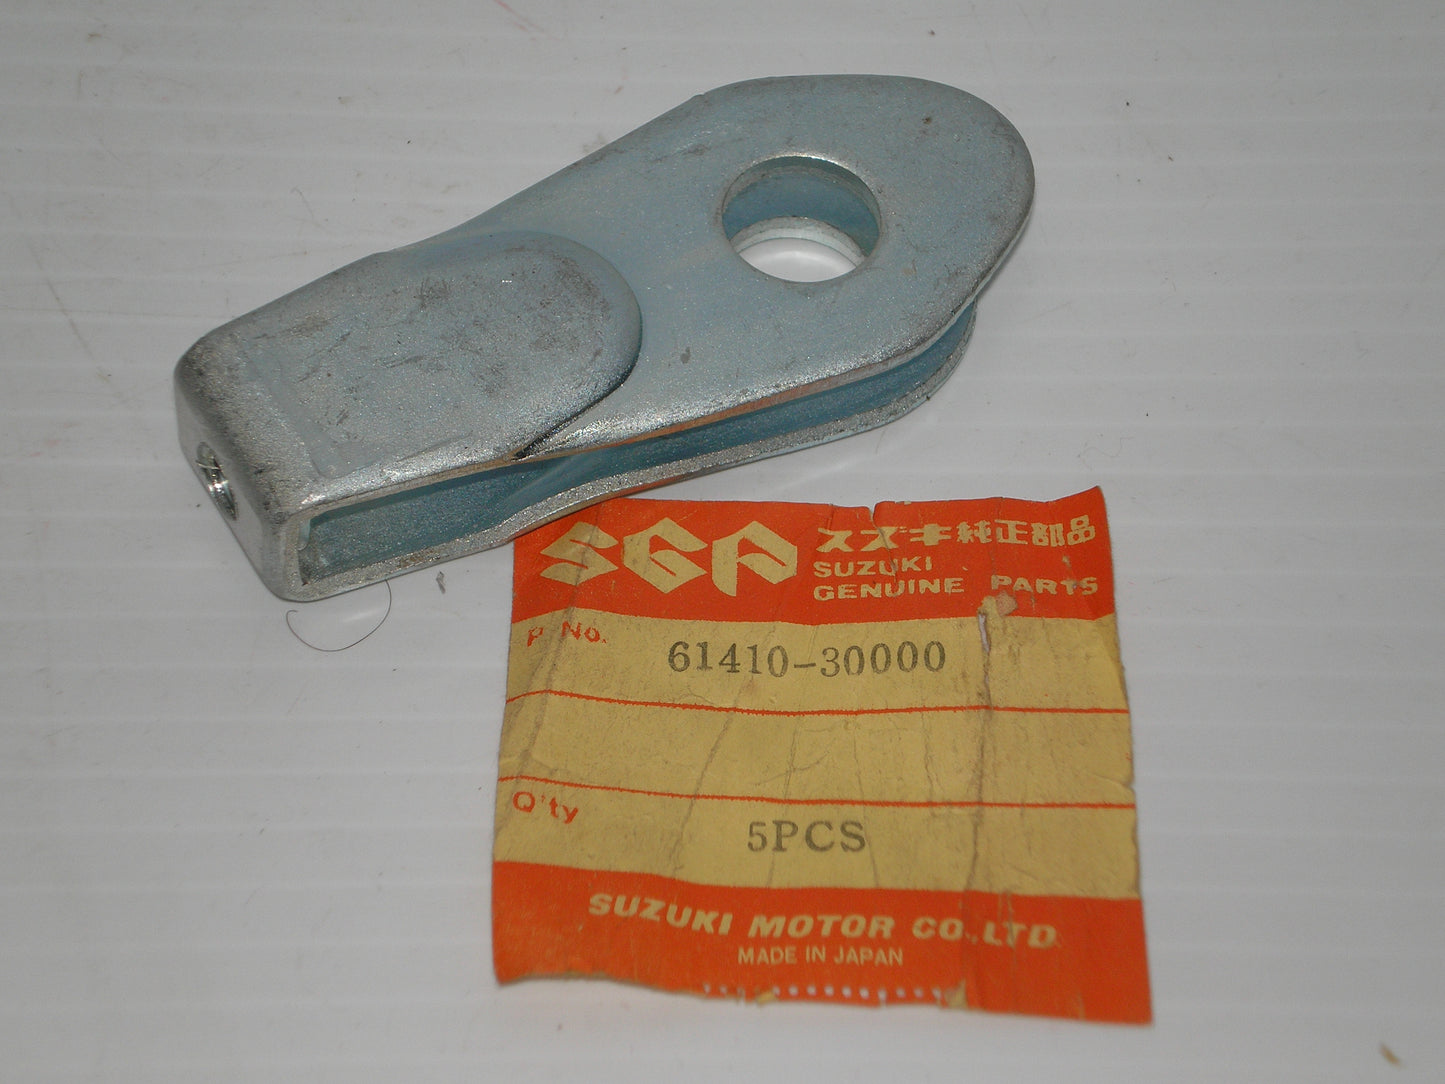 SGP スズキ純正部品
SUZUKI
GENUINE PARTS
P. No. 61410-30000
Q'ty 5PCS
SUZUKI MOTOR CO., LTD.
MADE IN JAPAN